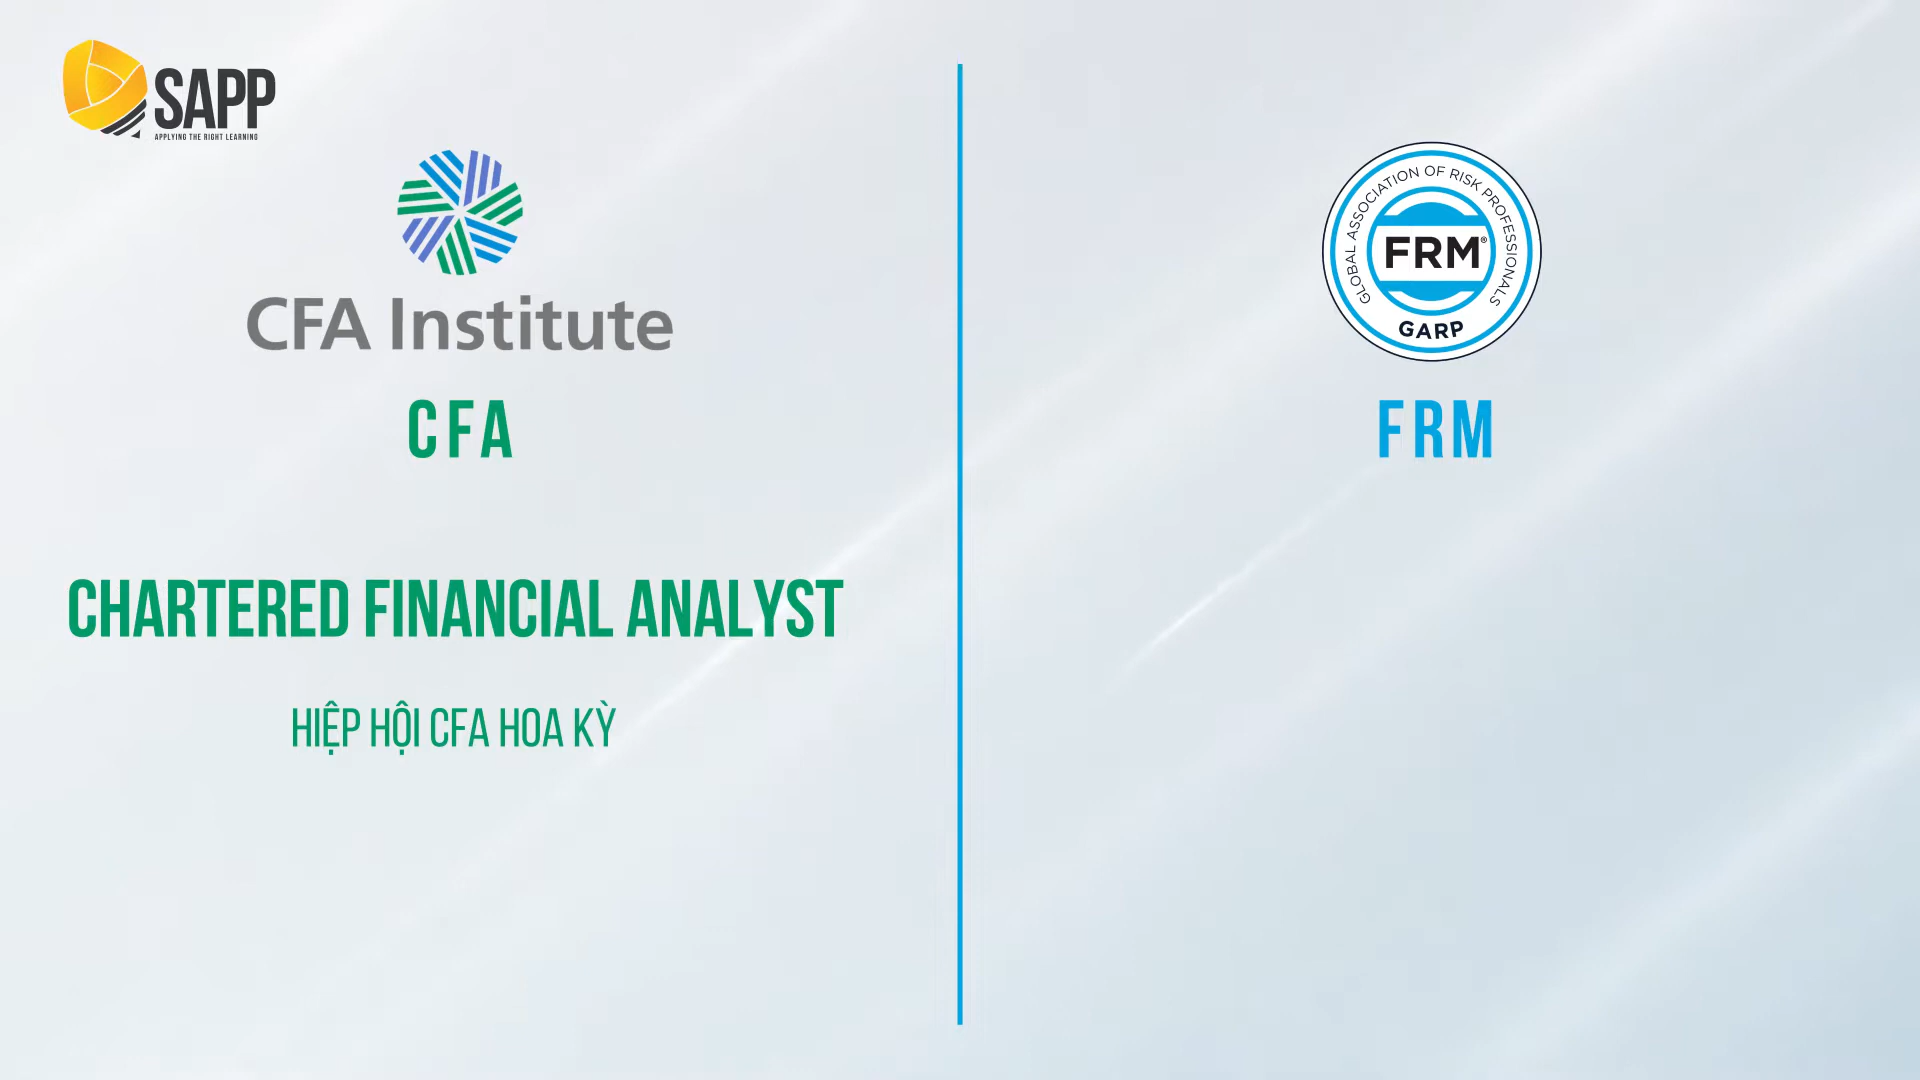 SAPP
APPLYING THE RIGHT LEARNING
CFA Institute
CFA
CHARTERED FINANCIAL ANALYST
HIỆP HỘI CFA HOA KỲ
GLOBAL ASSOCIATION OF RISK PROFESSIONALS
FRM®
GARP
FRM